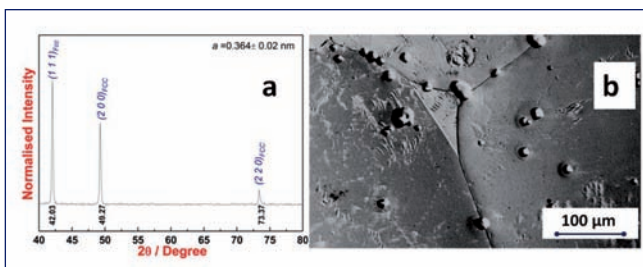 a =0.364± 0.02 nm
(1 1 1)Fcc
(2 0 0)FCC
(2 2 0)FCC
a
b
Normalised Intensity
42.03
49.27
73.37
40 45 50 55 60 65 70 75 80
2θ / Degree
100 µm